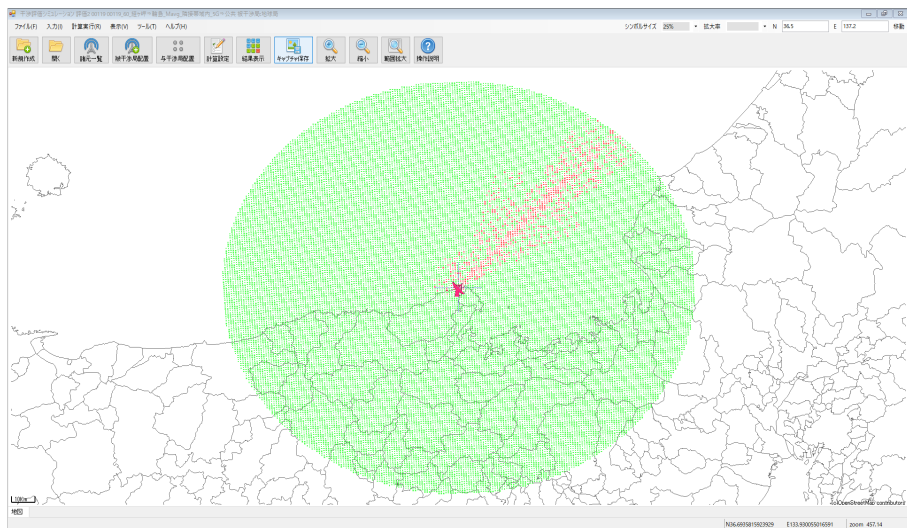 ファイル(F) 入力(I) 計算実行(R) 表示(V) ツール(T) ヘルプ(H)
シンボルサイズ 25% 拡大率 N 36.5 E 137.2 移動
新規作成 開く 諸元一覧 被干渉局配置 与干渉局配置 計算設定 結果表示 キャプチャ保存 拡大 縮小 範囲拡大 操作説明
10Km
(c)OpenStreetMap contributors
地図
N36.6935815923929 E133.930055016591 zoom 457.14